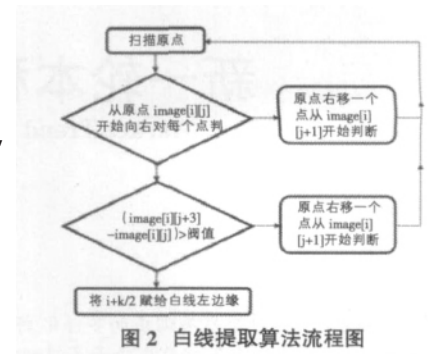 扫描原点
从原点 image[i][j]
开始向右对每个点判
原点右移一个
点从 image[i]
[j+1]开始判断
(image[i][j+3]
-image[i][j])>阀值
原点右移一个
点从 image[i]
[j+1]开始判断
将 i+k/2 赋给白线左边缘
图 2 白线提取算法流程图